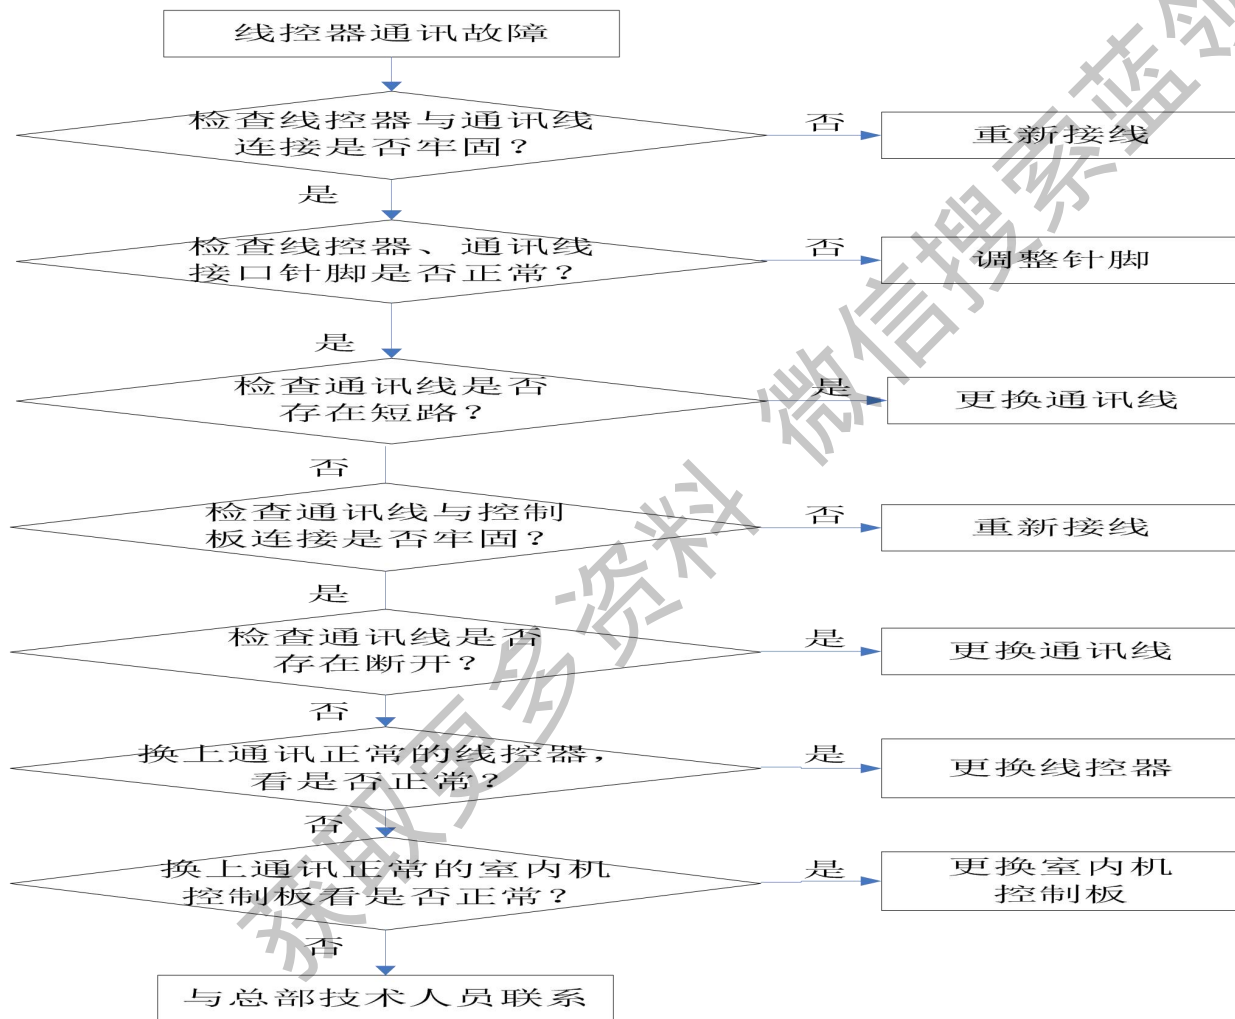 线控器通讯故障
检查线控器与通讯线
连接是否牢固？
否
重新接线
是
检查线控器、通讯线
接口针脚是否正常？
否
调整针脚
是
检查通讯线是否
存在短路？
是
更换通讯线
否
检查通讯线与控制
板连接是否牢固？
否
重新接线
是
检查通讯线是否
存在断开？
是
更换通讯线
否
换上通讯正常的线控器，
看是否正常？
是
更换线控器
否
换上通讯正常的室内机
控制板看是否正常？
是
更换室内机
控制板
否
与总部技术人员联系
获取更多资料 微信搜索蓝领